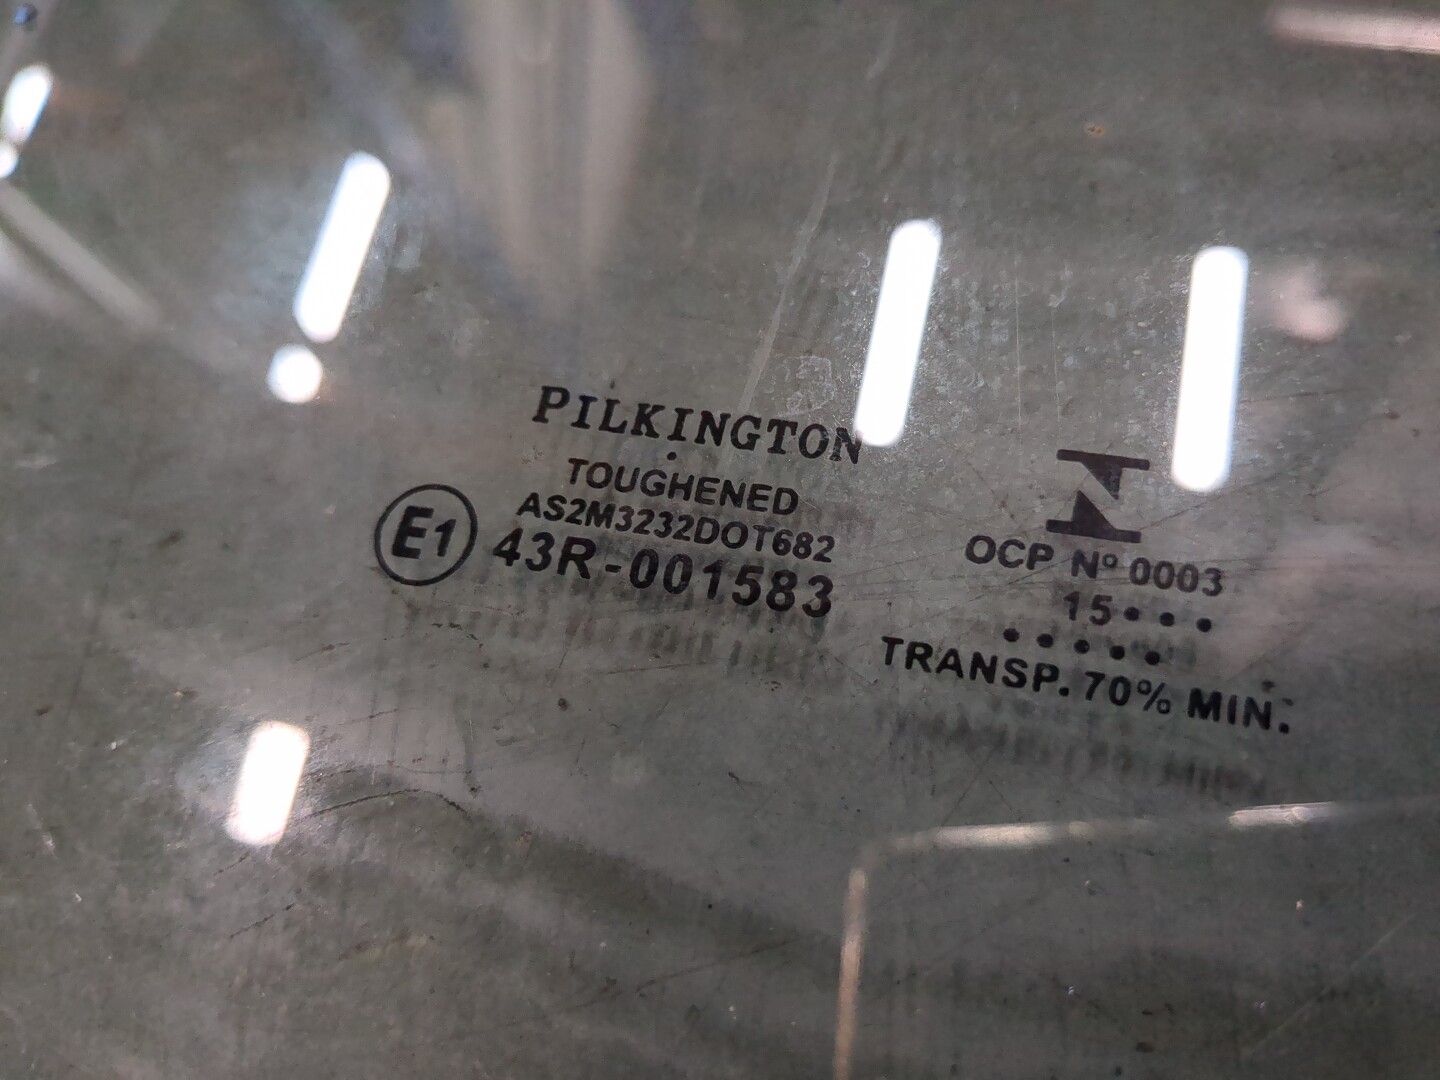 PILKINGTON
TOUGHENED
AS2M3232DOT682
E1 43R-001583
OCP Nº 0003
15• • •
• • • • •
TRANSP. 70% MIN.